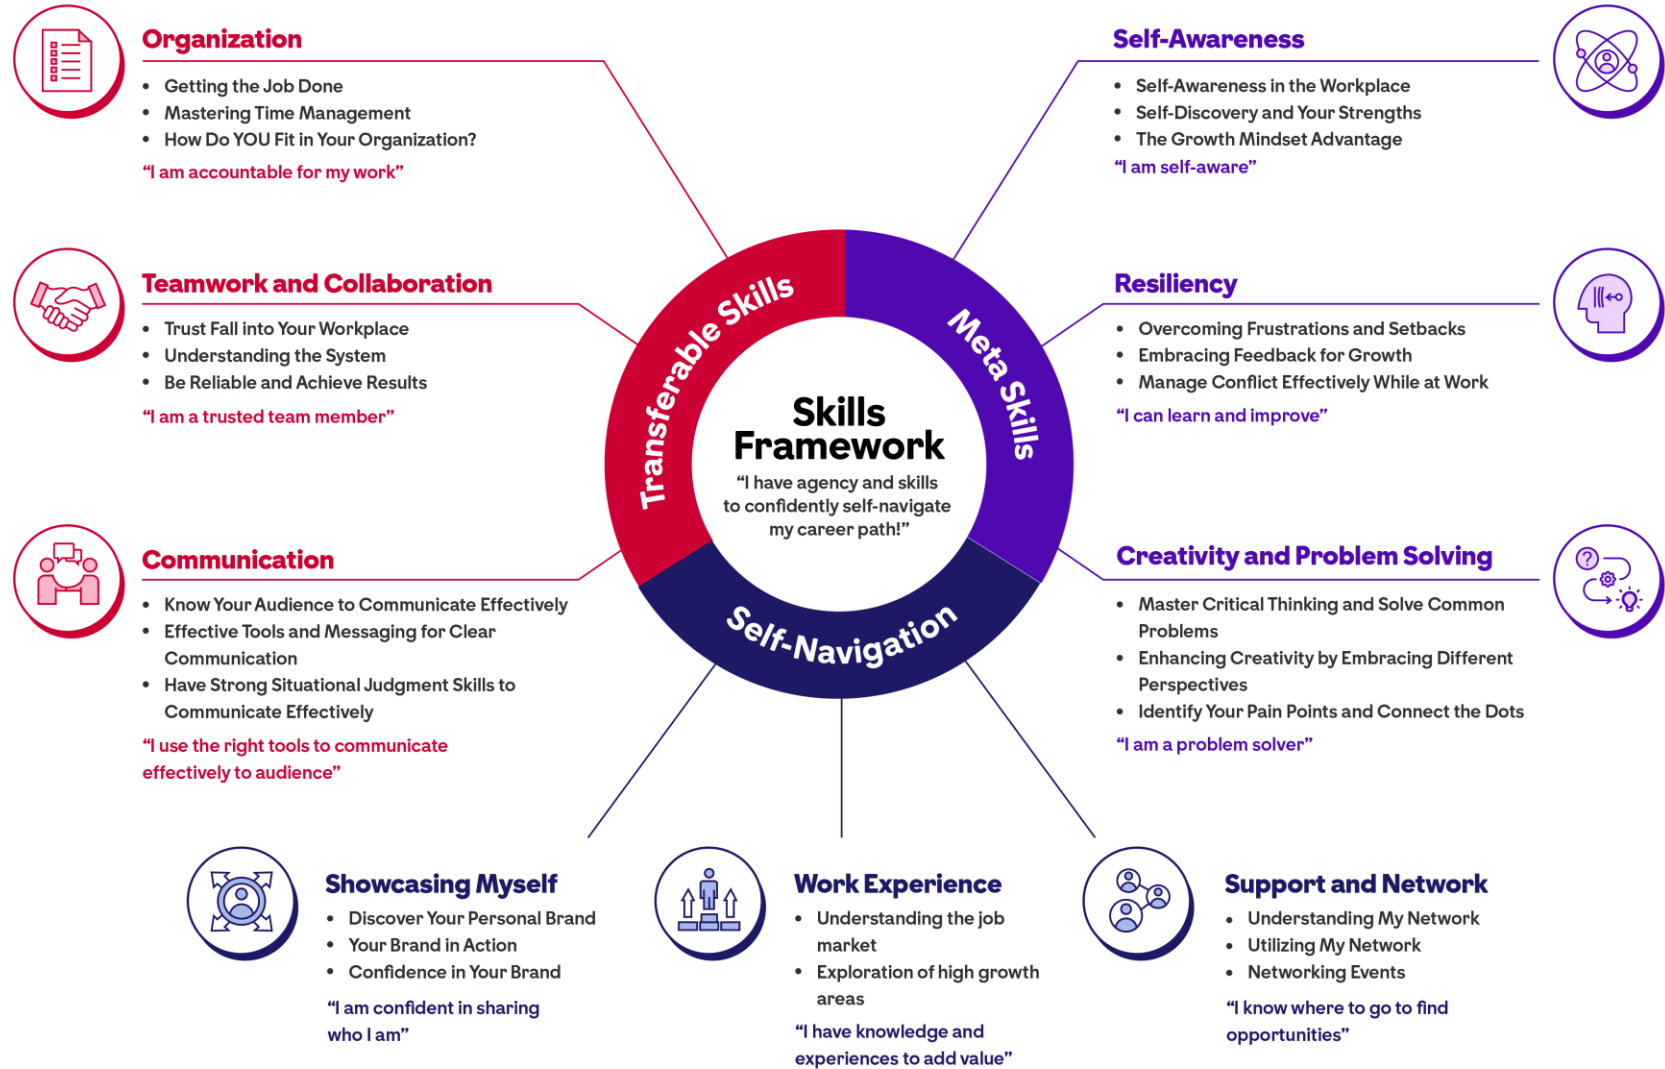 Organization
• Getting the Job Done
• Mastering Time Management
• How Do YOU Fit in Your Organization?
“I am accountable for my work”
Teamwork and Collaboration
• Trust Fall into Your Workplace
• Understanding the System
• Be Reliable and Achieve Results
“I am a trusted team member”
Communication
• Know Your Audience to Communicate Effectively
• Effective Tools and Messaging for Clear
Communication
• Have Strong Situational Judgment Skills to
Communicate Effectively
“I use the right tools to communicate
effectively to audience”
Transferable Skills
Meta Skills
Self-Navigation
Skills
Framework
“I have agency and skills
to confidently self-navigate
my career path!”
Self-Awareness
• Self-Awareness in the Workplace
• Self-Discovery and Your Strengths
• The Growth Mindset Advantage
“I am self-aware”
Resiliency
• Overcoming Frustrations and Setbacks
• Embracing Feedback for Growth
• Manage Conflict Effectively While at Work
“I can learn and improve”
Creativity and Problem Solving
?
• Master Critical Thinking and Solve Common
Problems
• Enhancing Creativity by Embracing Different
Perspectives
• Identify Your Pain Points and Connect the Dots
“I am a problem solver”
Showcasing Myself
• Discover Your Personal Brand
• Your Brand in Action
• Confidence in Your Brand
“I am confident in sharing
who I am”
Work Experience
• Understanding the job
market
• Exploration of high growth
areas
“I have knowledge and
experiences to add value”
Support and Network
• Understanding My Network
• Utilizing My Network
• Networking Events
“I know where to go to find
opportunities”